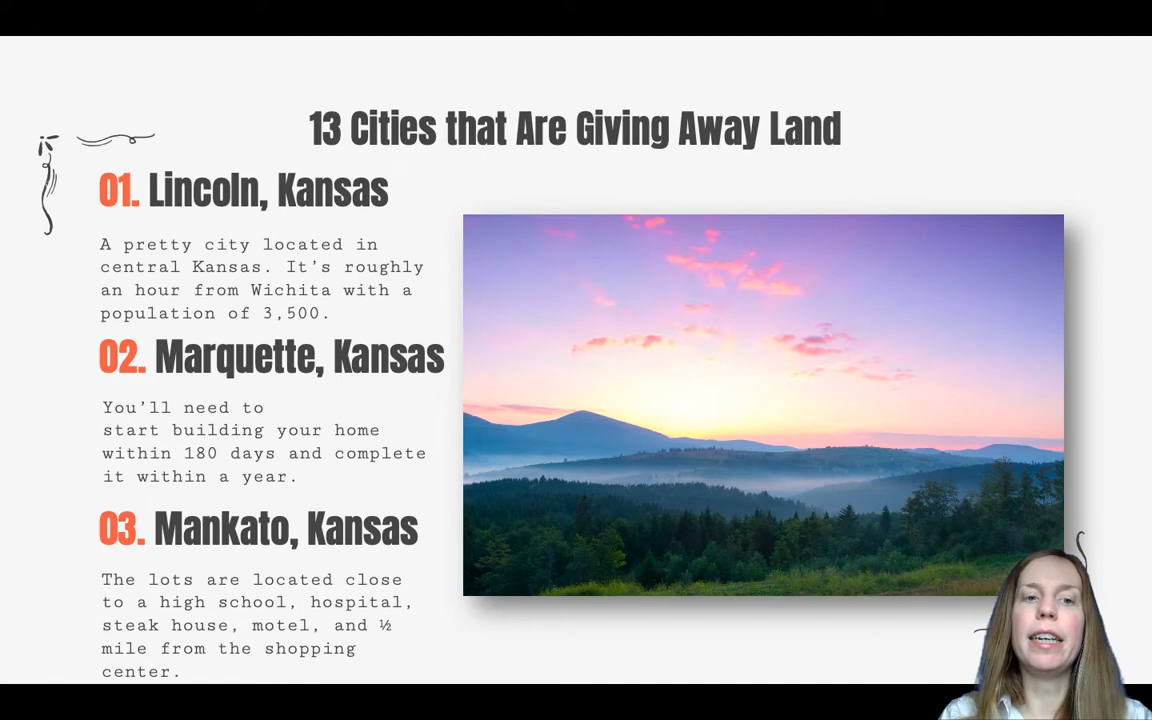 13 Cities that Are Giving Away Land
01. Lincoln, Kansas
A pretty city located in
central Kansas. It’s roughly
an hour from Wichita with a
population of 3,500.
02. Marquette, Kansas
You’ll need to
start building your home
within 180 days and complete
it within a year.
03. Mankato, Kansas
The lots are located close
to a high school, hospital,
steak house, motel, and ½
mile from the shopping
center.